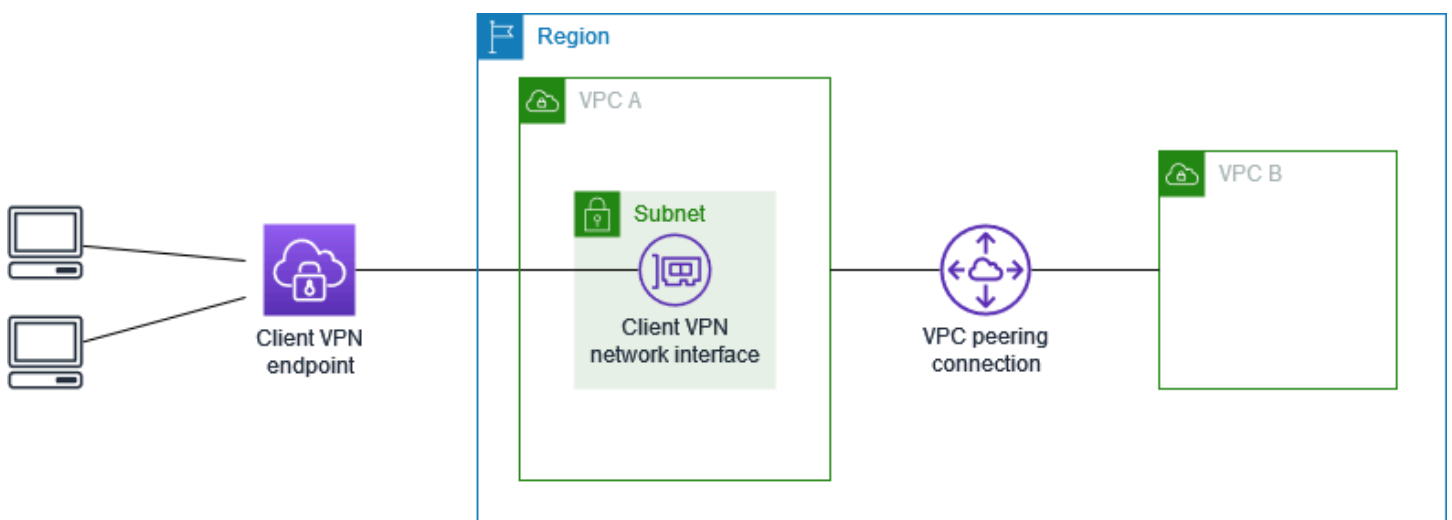 Region
VPC A
VPC B
Subnet
Client VPN
endpoint
Client VPN
network interface
VPC peering
connection